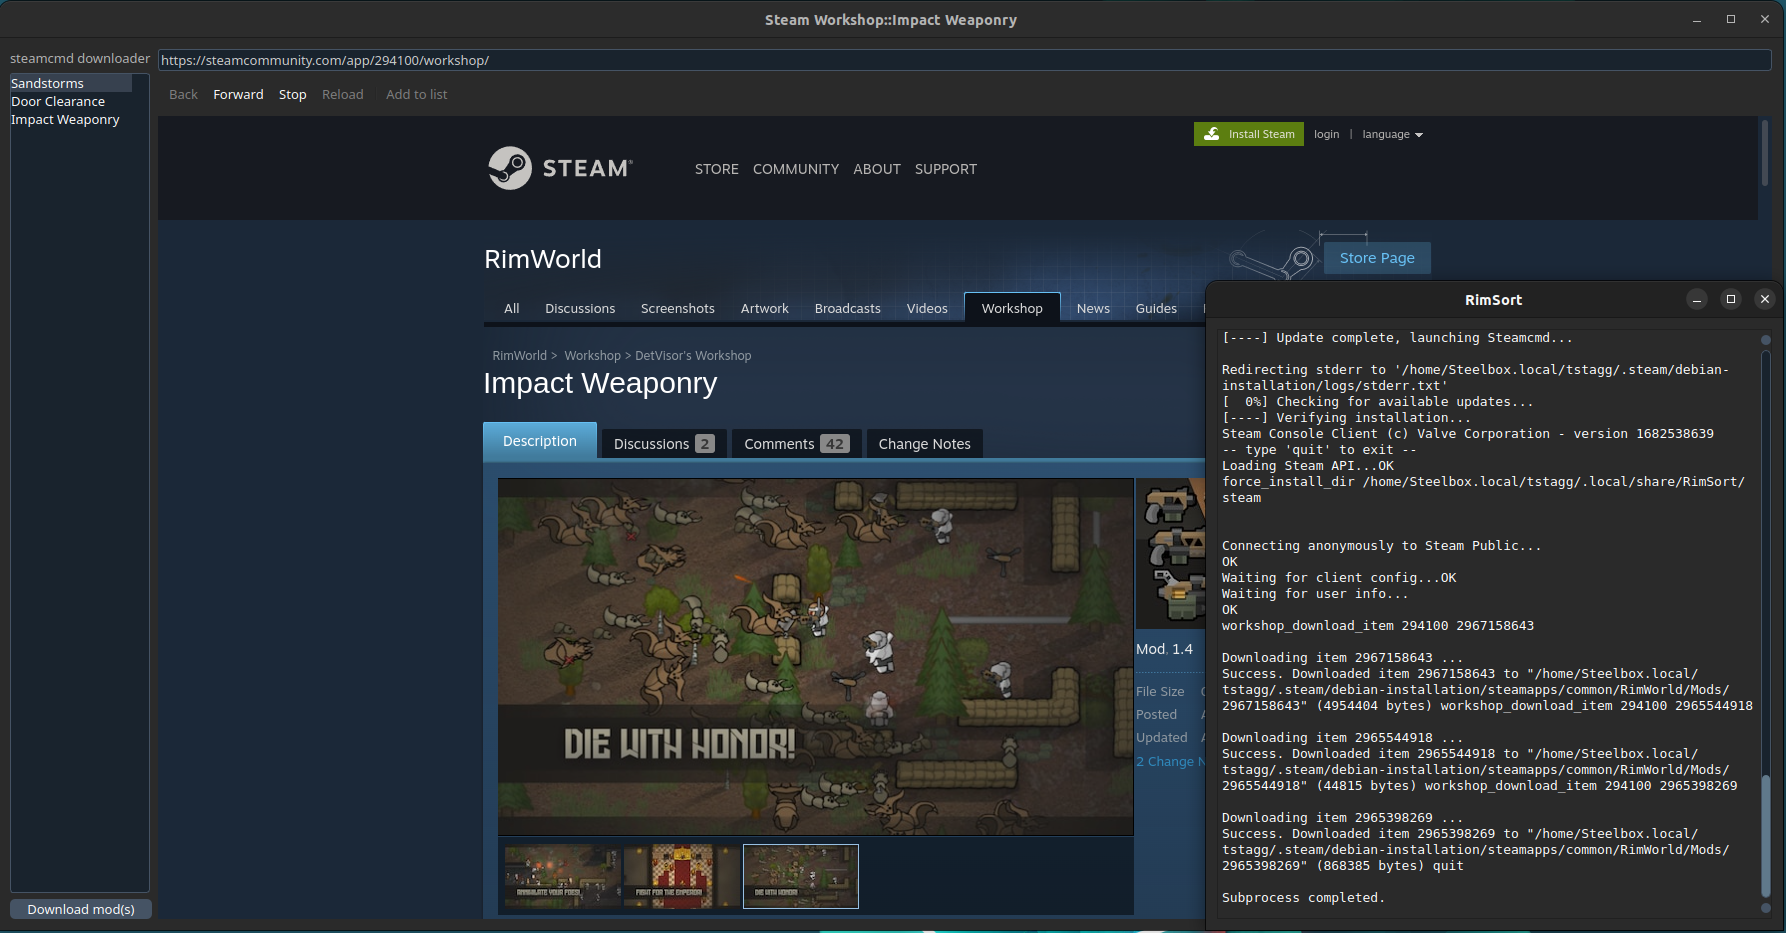 Steam Workshop::Impact Weaponry
steamcmd downloader
https://steamcommunity.com/app/294100/workshop/
Sandstorms
Door Clearance
Impact Weaponry
Download mod(s)
Back Forward Stop Reload Add to list
Install Steam login | language
STEAM®
STORE COMMUNITY ABOUT SUPPORT
RimWorld
Store Page
All Discussions Screenshots Artwork Broadcasts Videos Workshop News Guides
RimWorld > Workshop > DetVisor's Workshop
Impact Weaponry
Description Discussions 2 Comments 42 Change Notes
DIE WITH HONOR!
Mod, 1.4
File Size
Posted
Updated
2 Change N
ANNIHILATE YOUR FOES! FIGHT FOR THE EMPEROR! DIE WITH HONOR!
RimSort
[----] Update complete, launching Steamcmd...
Redirecting stderr to '/home/Steelbox.local/tstagg/.steam/debian-
installation/logs/stderr.txt'
[  0%] Checking for available updates...
[----] Verifying installation...
Steam Console Client (c) Valve Corporation - version 1682538639
-- type 'quit' to exit --
Loading Steam API...OK
force_install_dir /home/Steelbox.local/tstagg/.local/share/RimSort/
steam
Connecting anonymously to Steam Public...
OK
Waiting for client config...OK
Waiting for user info...
OK
workshop_download_item 294100 2967158643
Downloading item 2967158643 ...
Success. Downloaded item 2967158643 to "/home/Steelbox.local/
tstagg/.steam/debian-installation/steamapps/common/RimWorld/Mods/
2967158643" (4954404 bytes) workshop_download_item 294100 2965544918
Downloading item 2965544918 ...
Success. Downloaded item 2965544918 to "/home/Steelbox.local/
tstagg/.steam/debian-installation/steamapps/common/RimWorld/Mods/
2965544918" (44815 bytes) workshop_download_item 294100 2965398269
Downloading item 2965398269 ...
Success. Downloaded item 2965398269 to "/home/Steelbox.local/
tstagg/.steam/debian-installation/steamapps/common/RimWorld/Mods/
2965398269" (868385 bytes) quit
Subprocess completed.